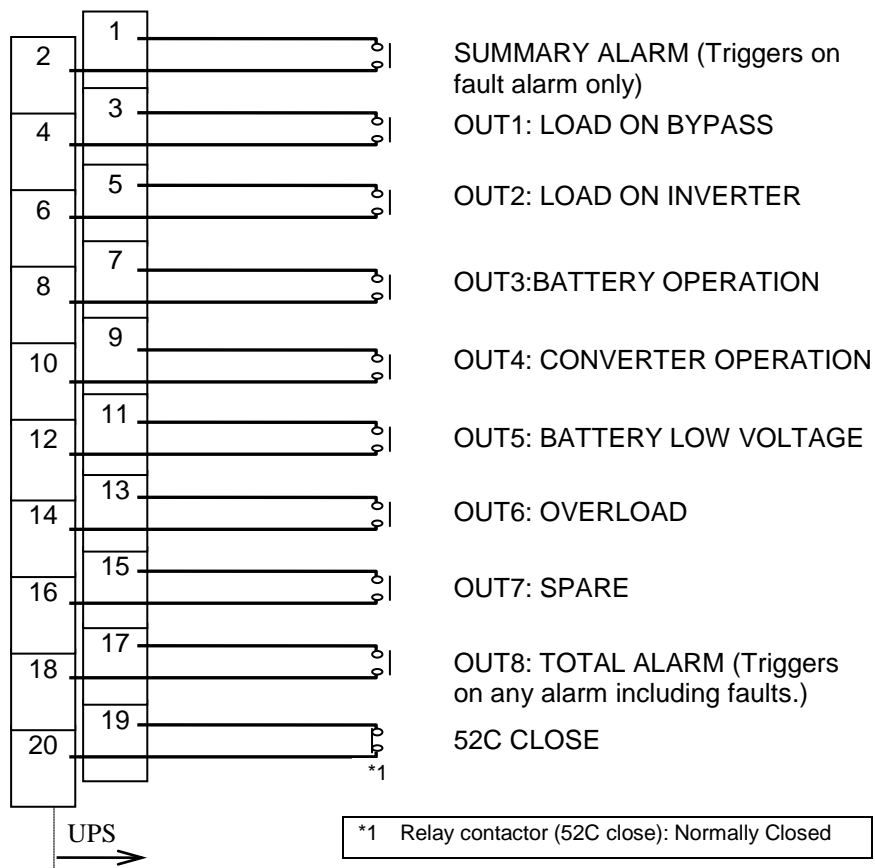 1
2
SUMMARY ALARM (Triggers on
fault alarm only)
3
4
OUT1: LOAD ON BYPASS
5
6
OUT2: LOAD ON INVERTER
7
8
OUT3:BATTERY OPERATION
9
10
OUT4: CONVERTER OPERATION
11
12
OUT5: BATTERY LOW VOLTAGE
13
14
OUT6: OVERLOAD
15
16
OUT7: SPARE
17
18
OUT8: TOTAL ALARM (Triggers
on any alarm including faults.)
19
20
52C CLOSE
*1
UPS
*1 Relay contactor (52C close): Normally Closed